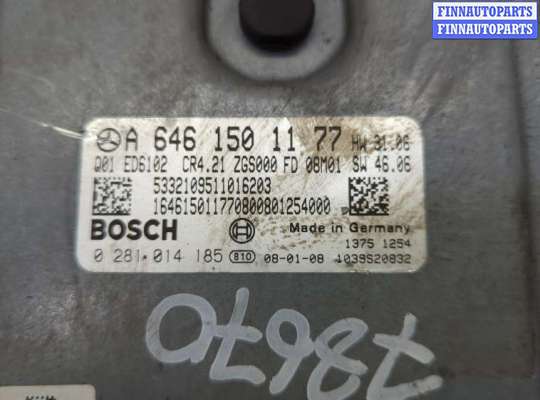 FINNAUTOPARTS
FINNAUTOPARTS
A 646 150 11 77 HW 31.06
Q01 ED6102 CR4.21 ZGS000 FD 08M01 SW 46.06
5332109511016203
164615011770800801254000
BOSCH
Made in Germany
1375 1254
0 281 014 185 810 08-01-08 1039S20832
78670